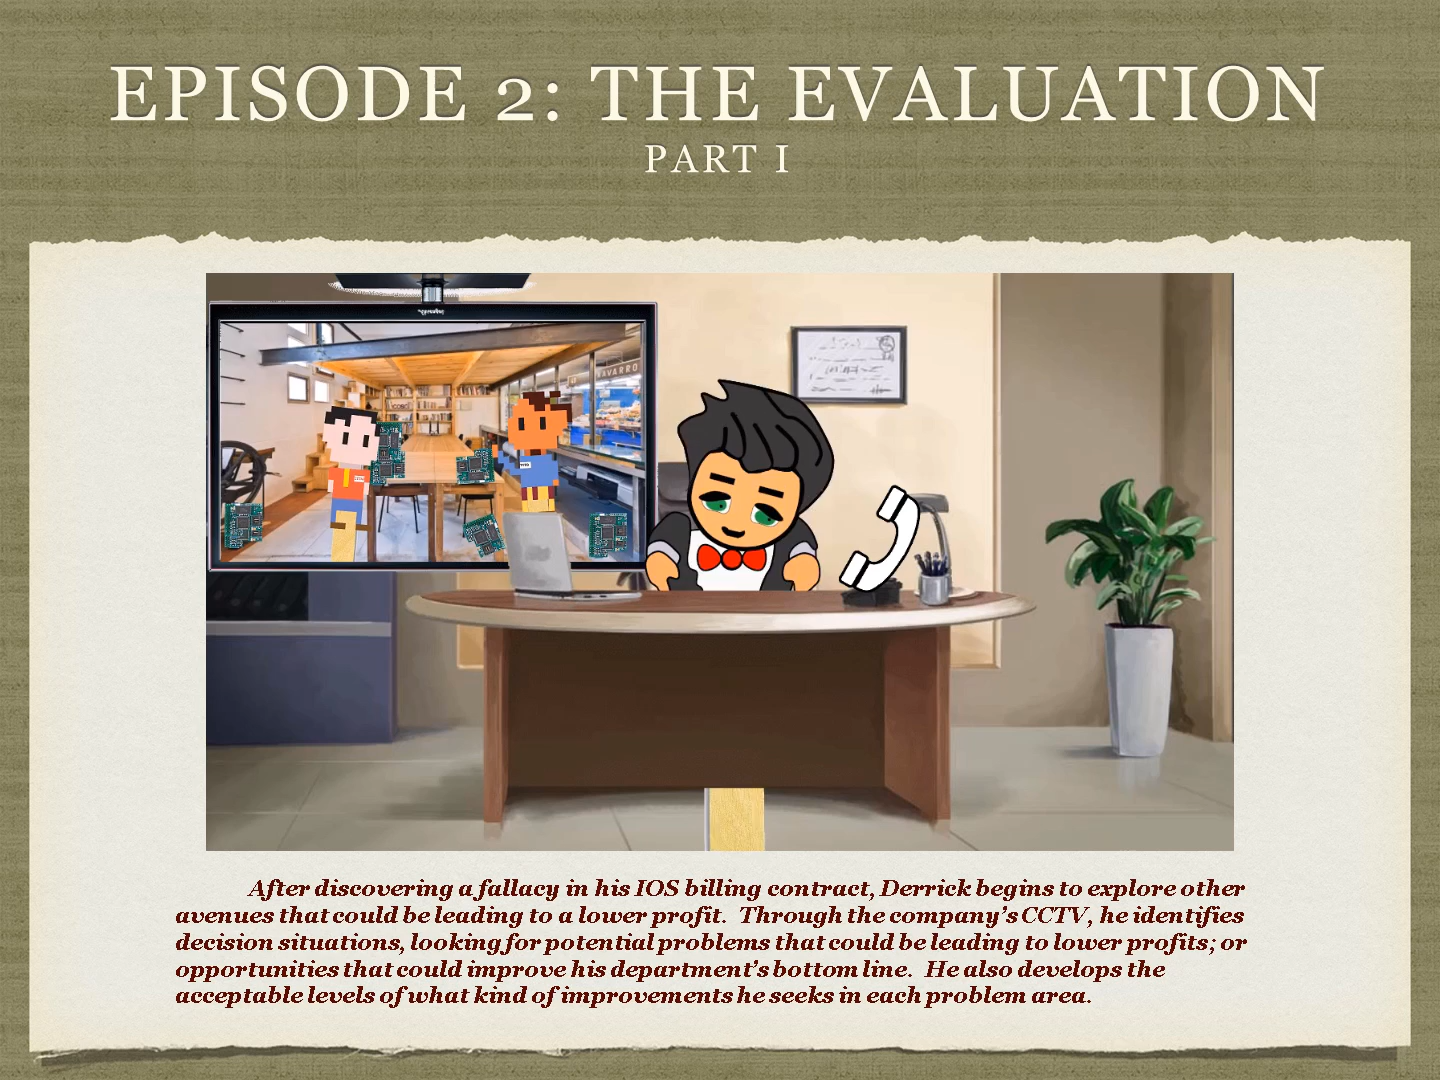 EPISODE 2: THE EVALUATION
PART I
NAVARRO
After discovering a fallacy in his IOS billing contract, Derrick begins to explore other
avenues that could be leading to a lower profit. Through the company's CCTV, he identifies
decision situations, looking for potential problems that could be leading to lower profits; or
opportunities that could improve his department's bottom line. He also develops the
acceptable levels of what kind of improvements he seeks in each problem area.